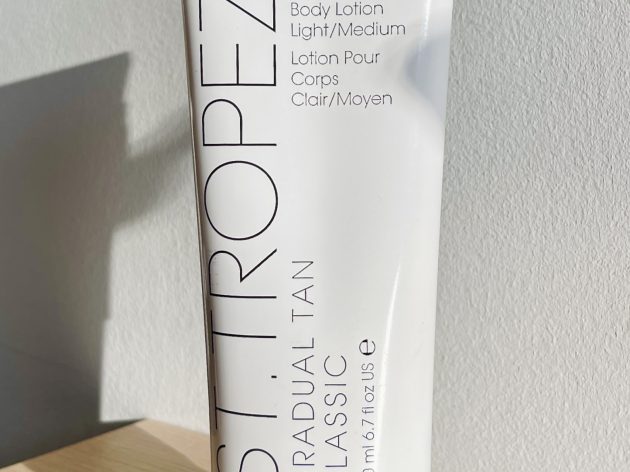 Body Lotion
Light/Medium
Lotion Pour
Corps
Clair/Moyen
ST.TROPEZ
RADUAL TAN
LASSIC
ml 6.7 fl oz US ℮